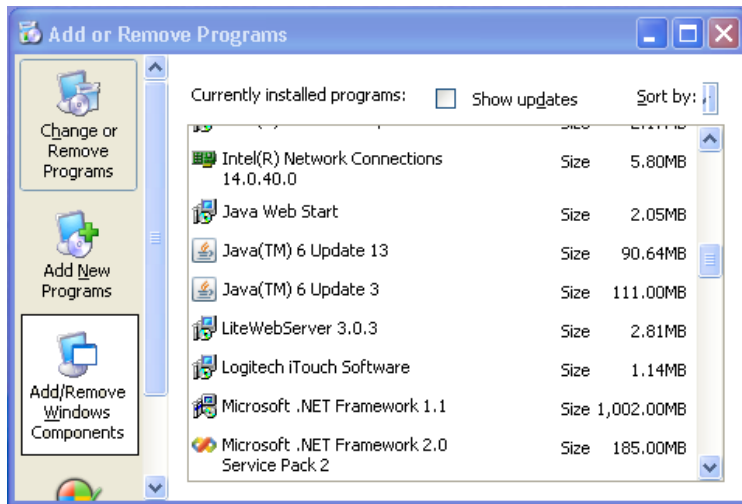 Add or Remove Programs
Change or
Remove
Programs
Add New
Programs
Add/Remove
Windows
Components
Currently installed programs:
Show updates
Sort by:
Intel(R) Network Connections Size 5.80MB
14.0.40.0
Java Web Start Size 2.05MB
Java(TM) 6 Update 13 Size 90.64MB
Java(TM) 6 Update 3 Size 111.00MB
LiteWebServer 3.0.3 Size 2.81MB
Logitech iTouch Software Size 1.14MB
Microsoft .NET Framework 1.1 Size 1,002.00MB
Microsoft .NET Framework 2.0 Size 185.00MB
Service Pack 2